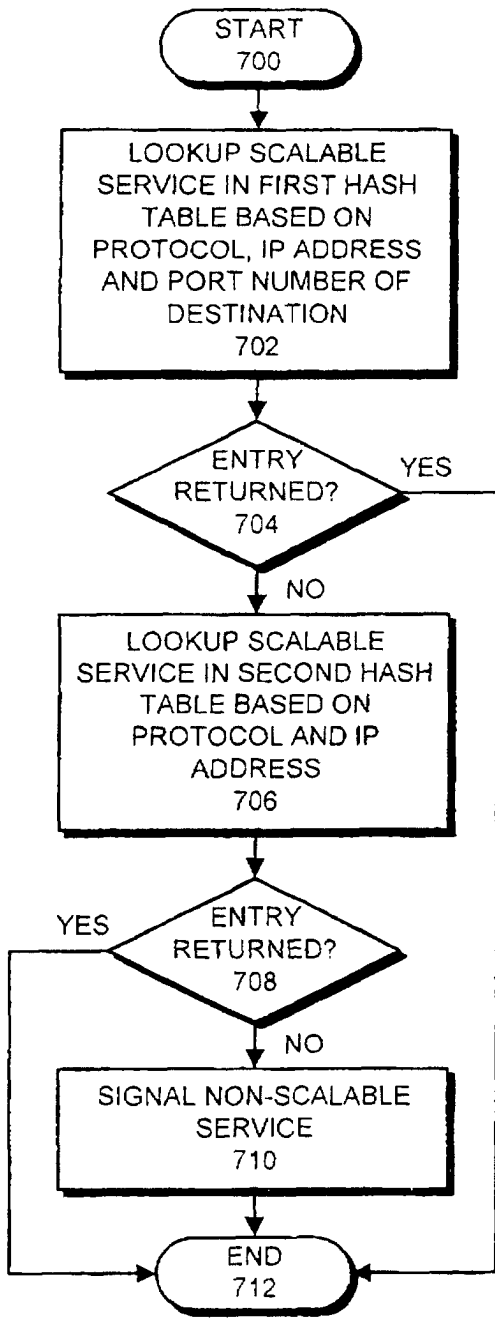 START
700
LOOKUP SCALABLE
SERVICE IN FIRST HASH
TABLE BASED ON
PROTOCOL, IP ADDRESS
AND PORT NUMBER OF
DESTINATION
702
ENTRY
RETURNED?
704
YES
NO
LOOKUP SCALABLE
SERVICE IN SECOND HASH
TABLE BASED ON
PROTOCOL AND IP
ADDRESS
706
YES
ENTRY
RETURNED?
708
NO
SIGNAL NON-SCALABLE
SERVICE
710
END
712